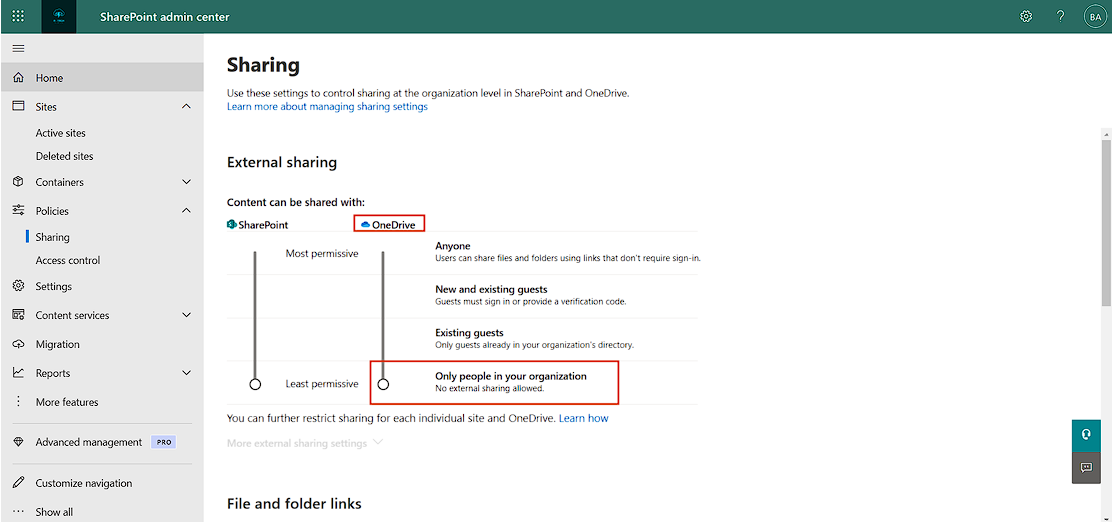 SharePoint admin center
BA
Home
Sites
Active sites
Deleted sites
Containers
Policies
Sharing
Access control
Settings
Content services
Migration
Reports
More features
Advanced management PRO
Customize navigation
Show all
Sharing
Use these settings to control sharing at the organization level in SharePoint and OneDrive.
Learn more about managing sharing settings
External sharing
Content can be shared with:
SharePoint OneDrive
Most permissive
Anyone
Users can share files and folders using links that don't require sign-in.
New and existing guests
Guests must sign in or provide a verification code.
Existing guests
Only guests already in your organization's directory.
Least permissive
Only people in your organization
No external sharing allowed.
You can further restrict sharing for each individual site and OneDrive. Learn how
More external sharing settings
File and folder links